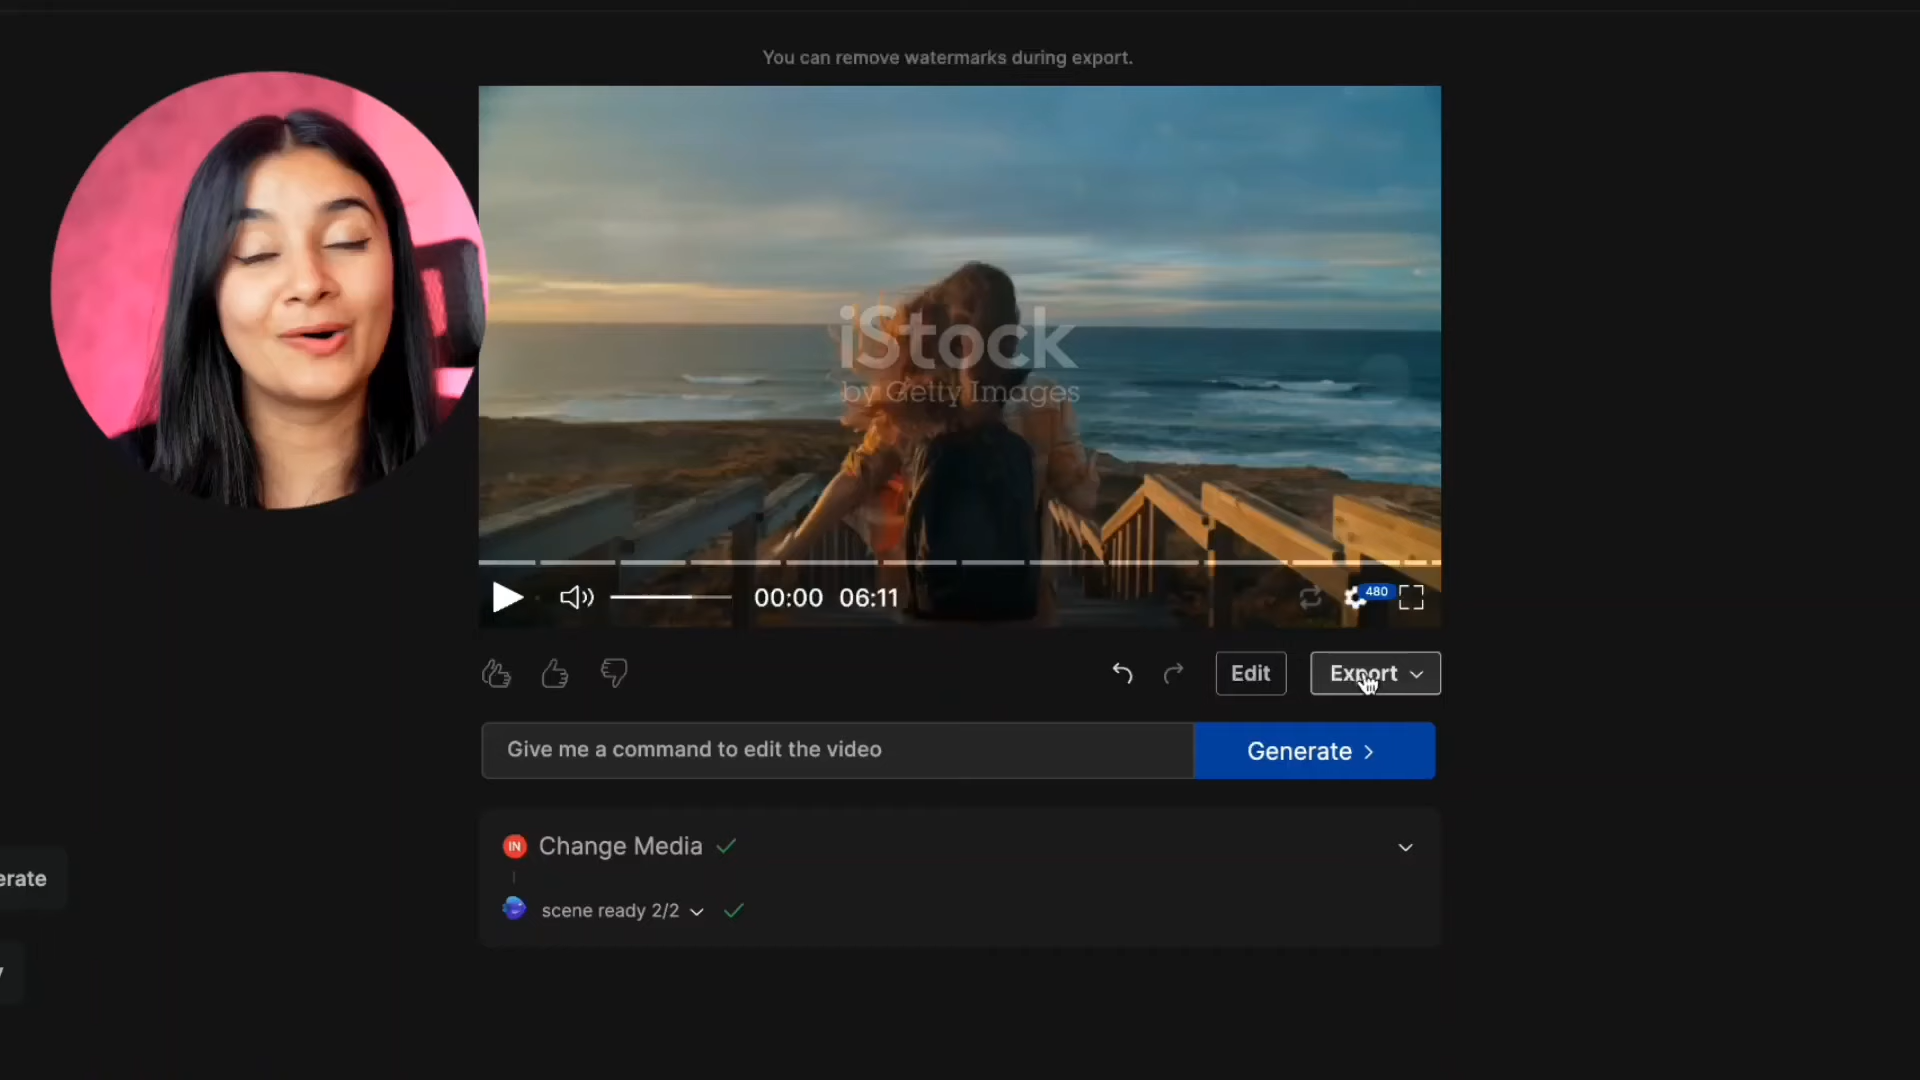 You can remove watermarks during export.
iStock
by Getty Images
00:00 06:11
480
Edit
Export
Give me a command to edit the video
Generate
IN Change Media
erate
scene ready 2/2